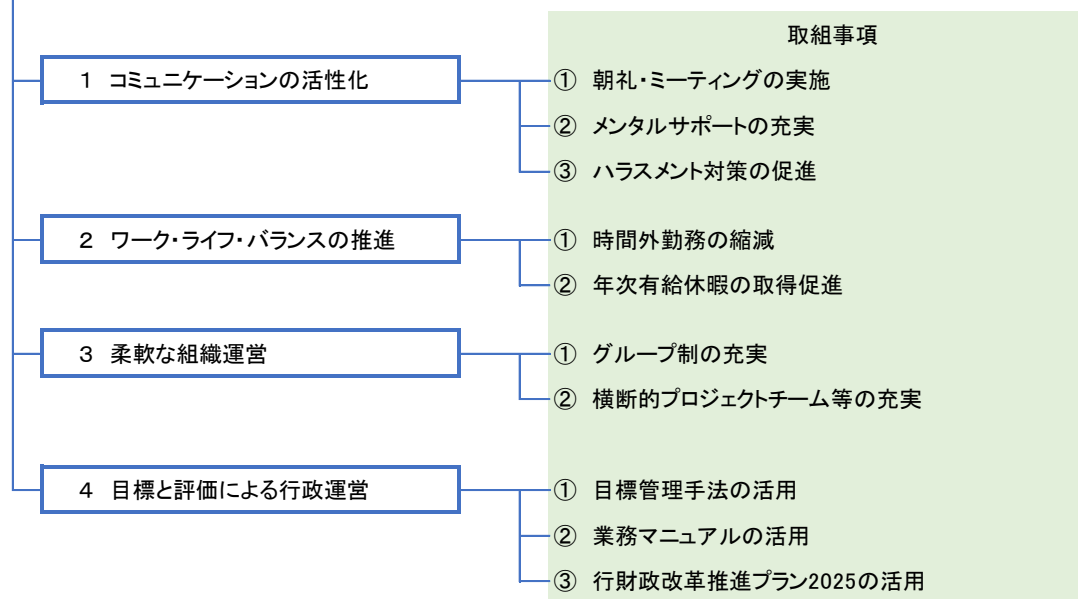 取組事項
１ コミュニケーションの活性化
① 朝礼・ミーティングの実施
② メンタルサポートの充実
③ ハラスメント対策の促進
２ ワーク・ライフ・バランスの推進
① 時間外勤務の縮減
② 年次有給休暇の取得促進
３ 柔軟な組織運営
① グループ制の充実
② 横断的プロジェクトチーム等の充実
４ 目標と評価による行政運営
① 目標管理手法の活用
② 業務マニュアルの活用
③ 行財政改革推進プラン2025の活用